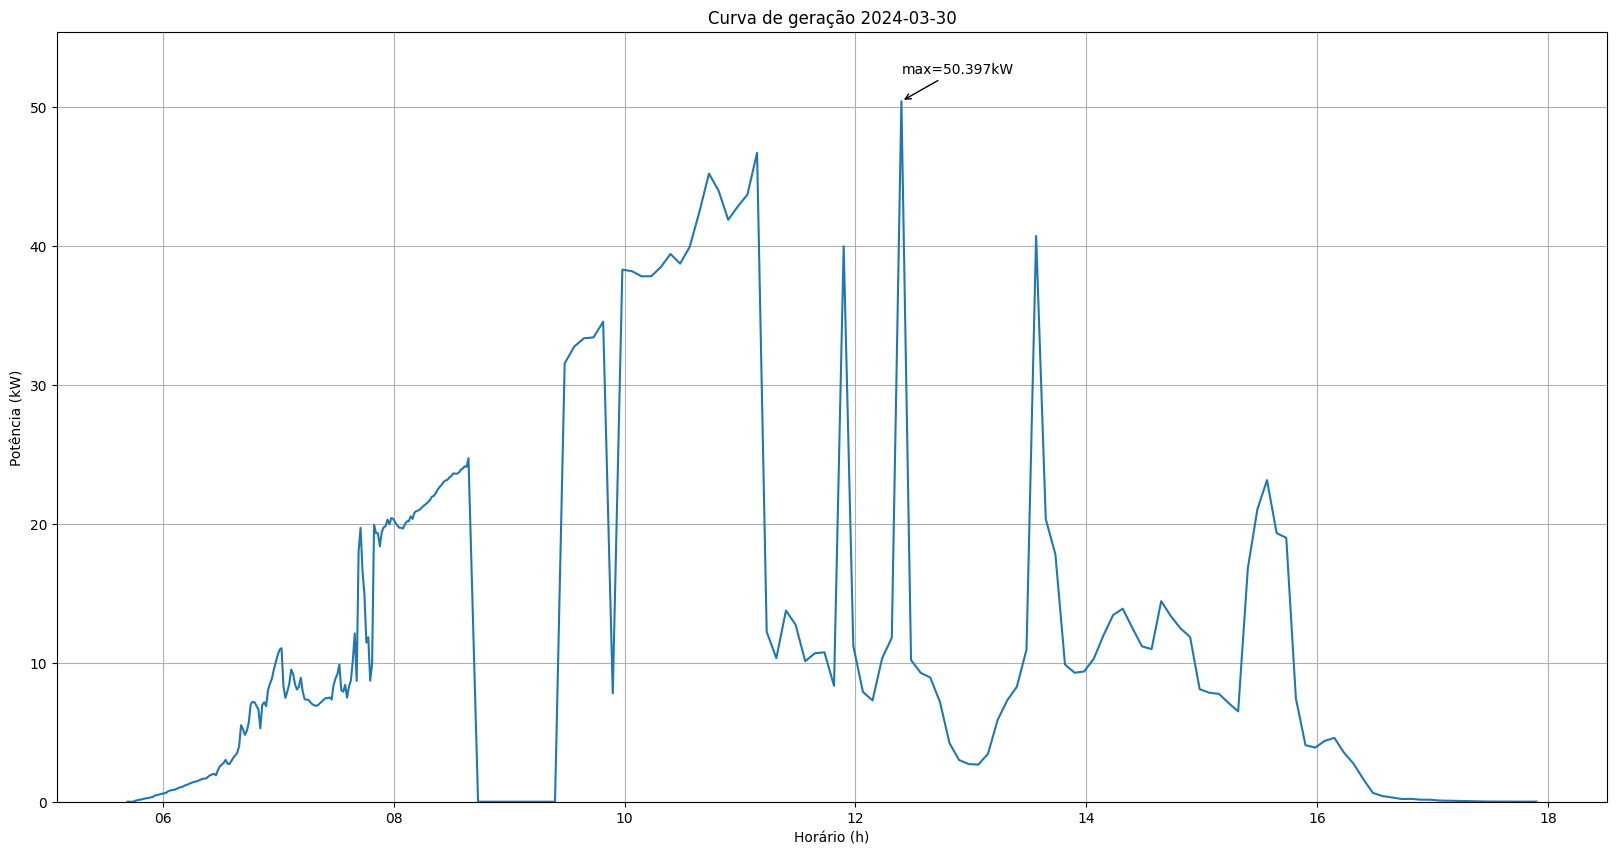 Curva de geração 2024-03-30
max=50.397kW
50
40
30
20
10
0
Potência (kW)
06 08 10 12 14 16 18
Horário (h)